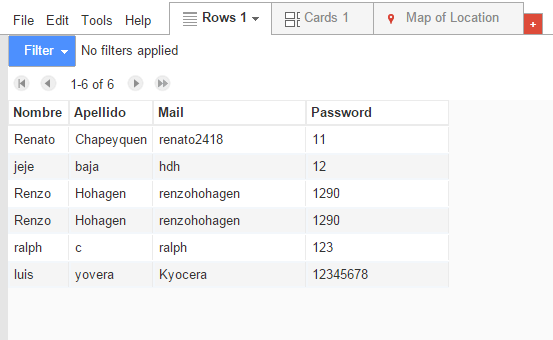 File Edit Tools Help Rows 1 Cards 1 Map of Location +
Filter No filters applied
1-6 of 6
Nombre Apellido Mail Password
Renato Chapeyquen renato2418 11
jeje baja hdh 12
Renzo Hohagen renzohohagen 1290
Renzo Hohagen renzohohagen 1290
ralph c ralph 123
luis yovera Kyocera 12345678